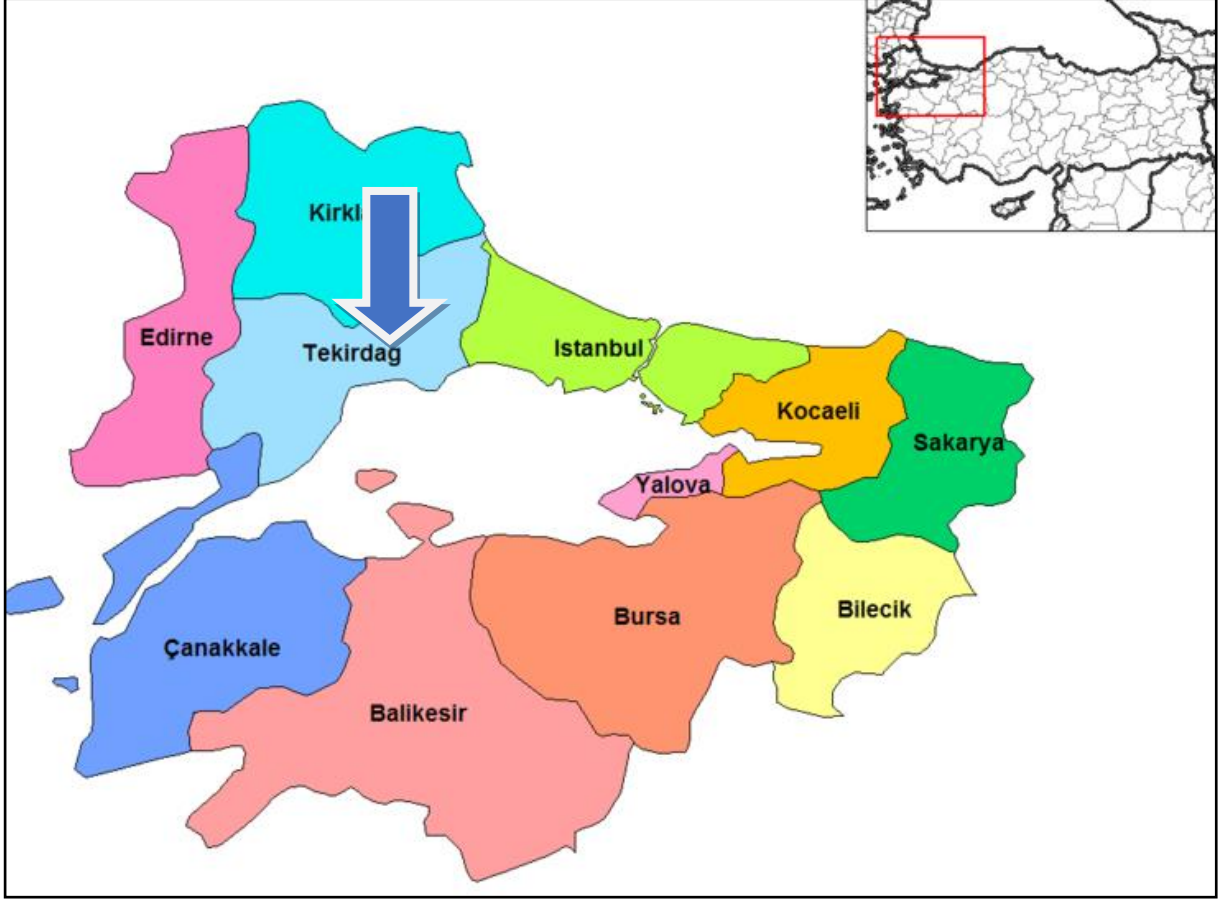 Edirne
Tekirdag
Istanbul
Kocaeli
Sakarya
Yalova
Bursa
Bilecik
Çanakkale
Balikesir